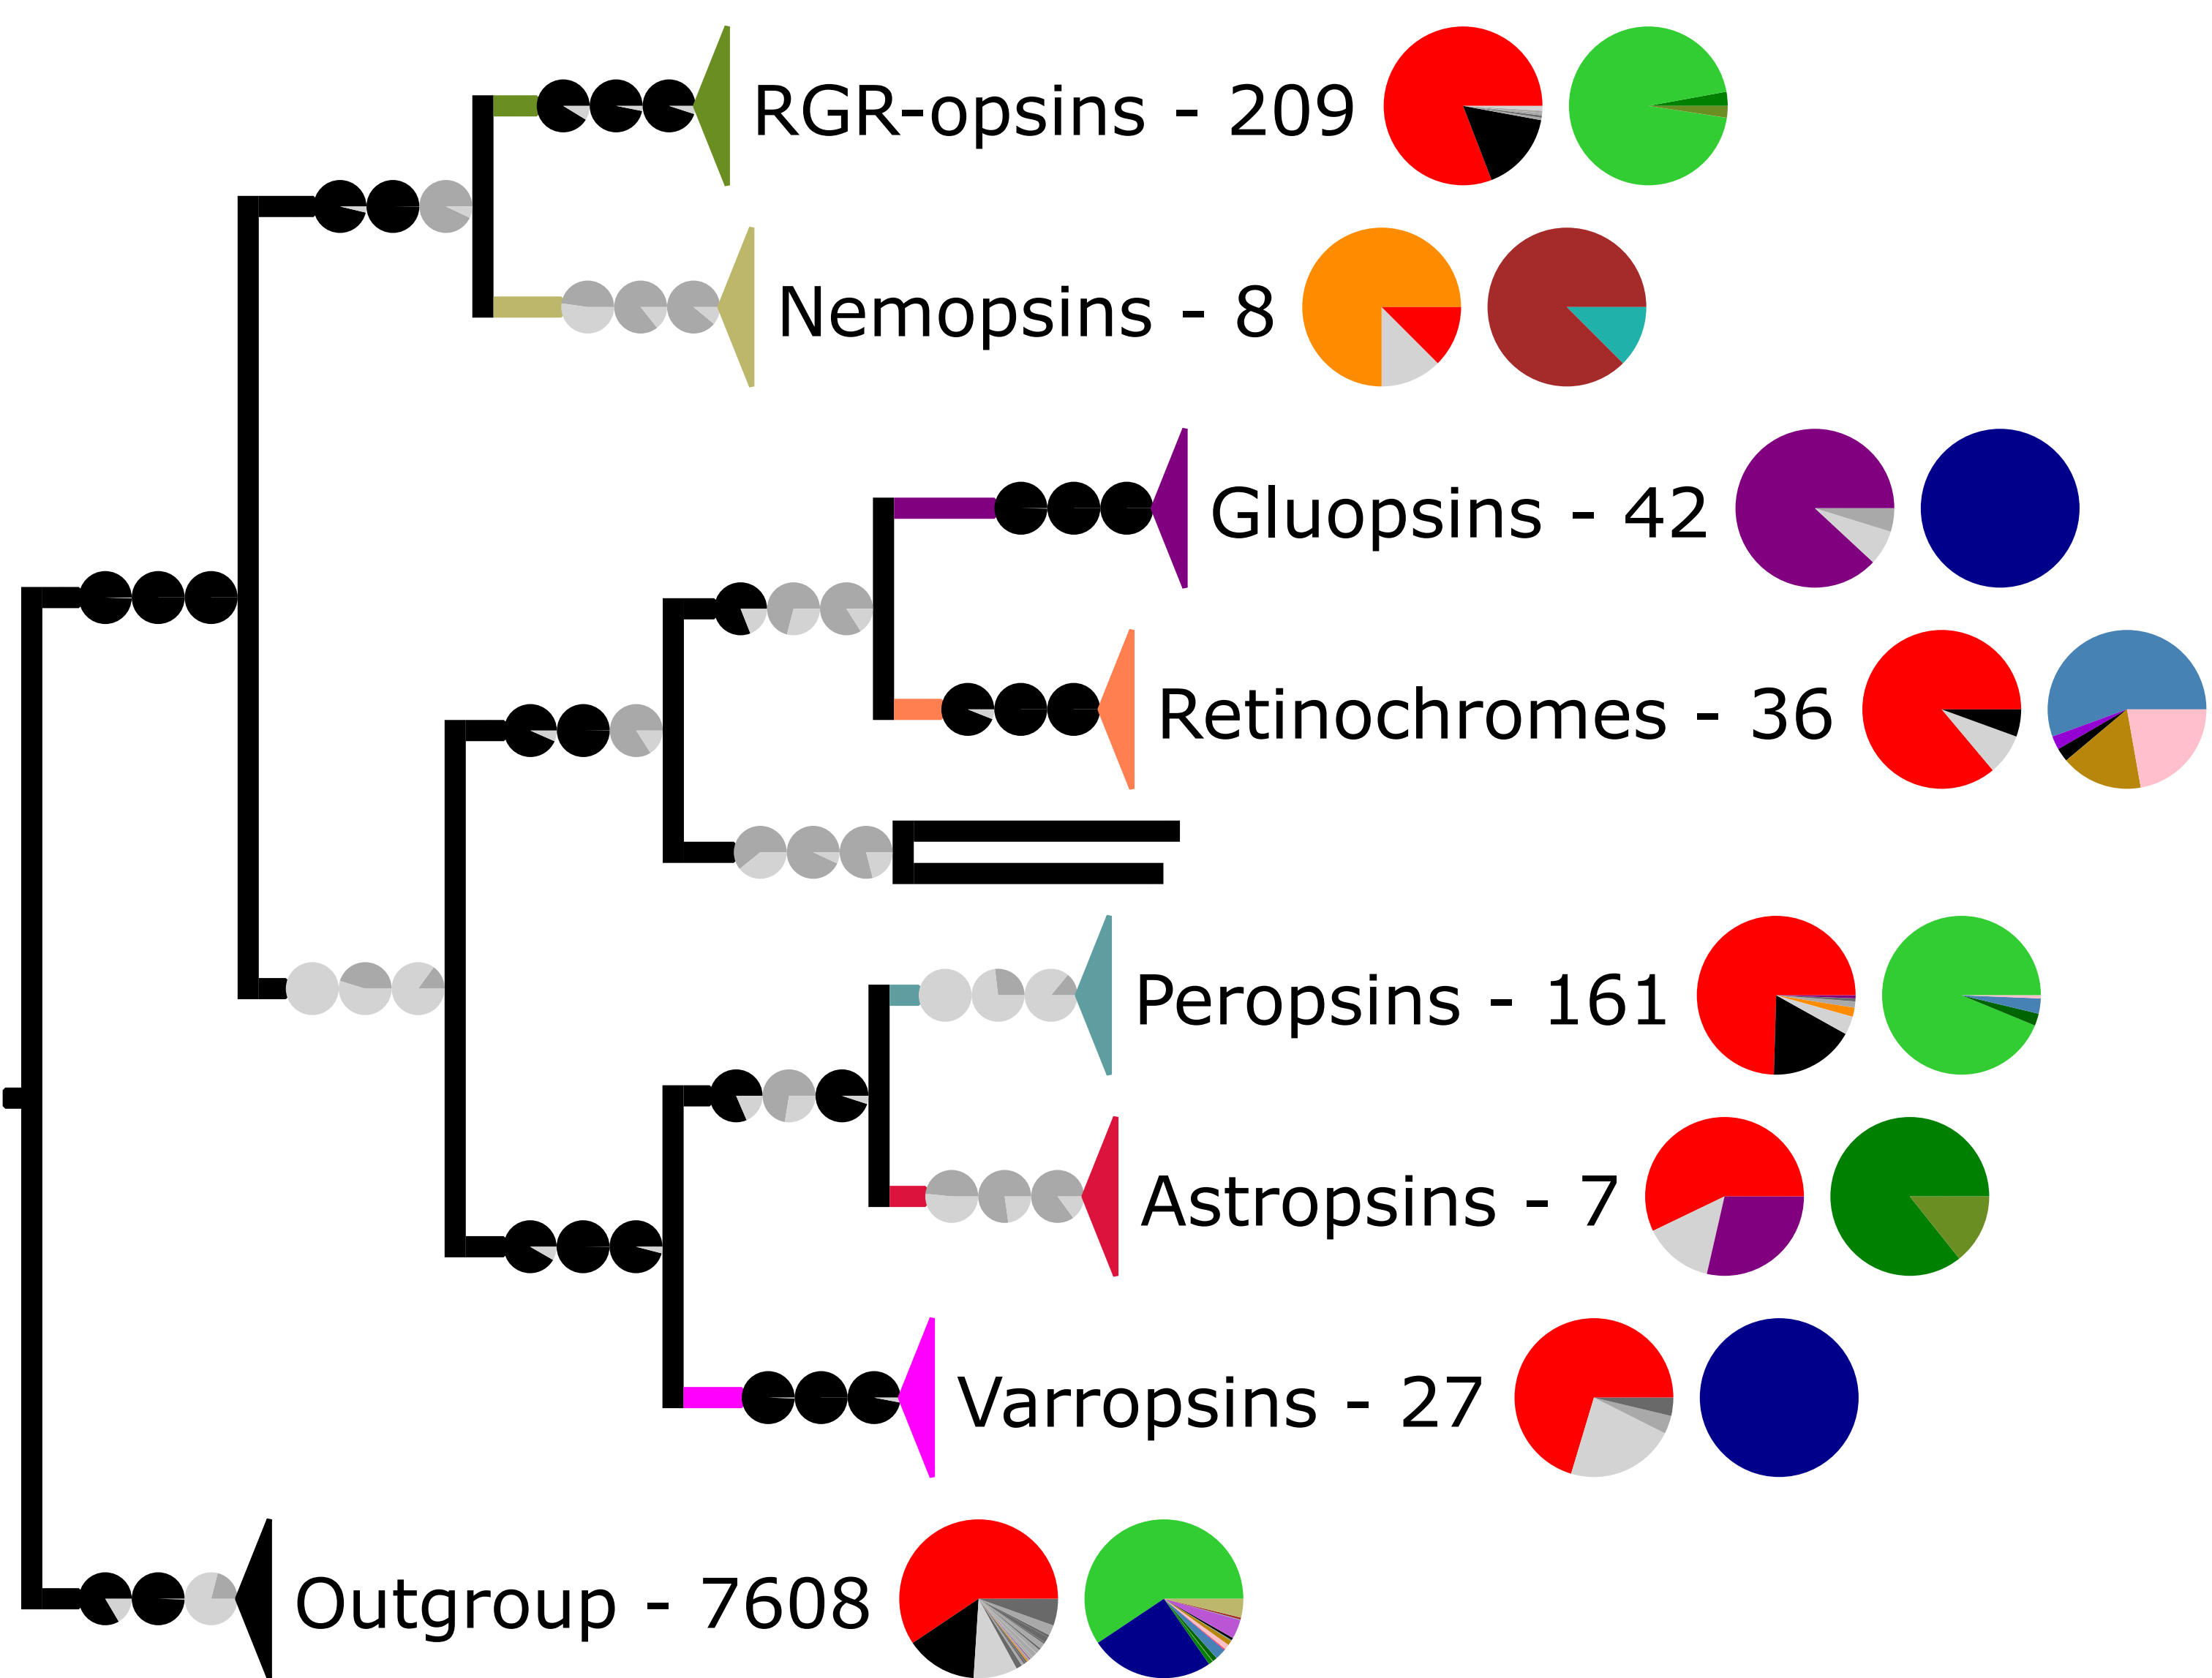 RGR-opsins - 209
Nemopsins - 8
Gluopsins - 42
Retinochromes - 36
Peropsins - 161
Astropsins - 7
Varropsins - 27
Outgroup - 7608